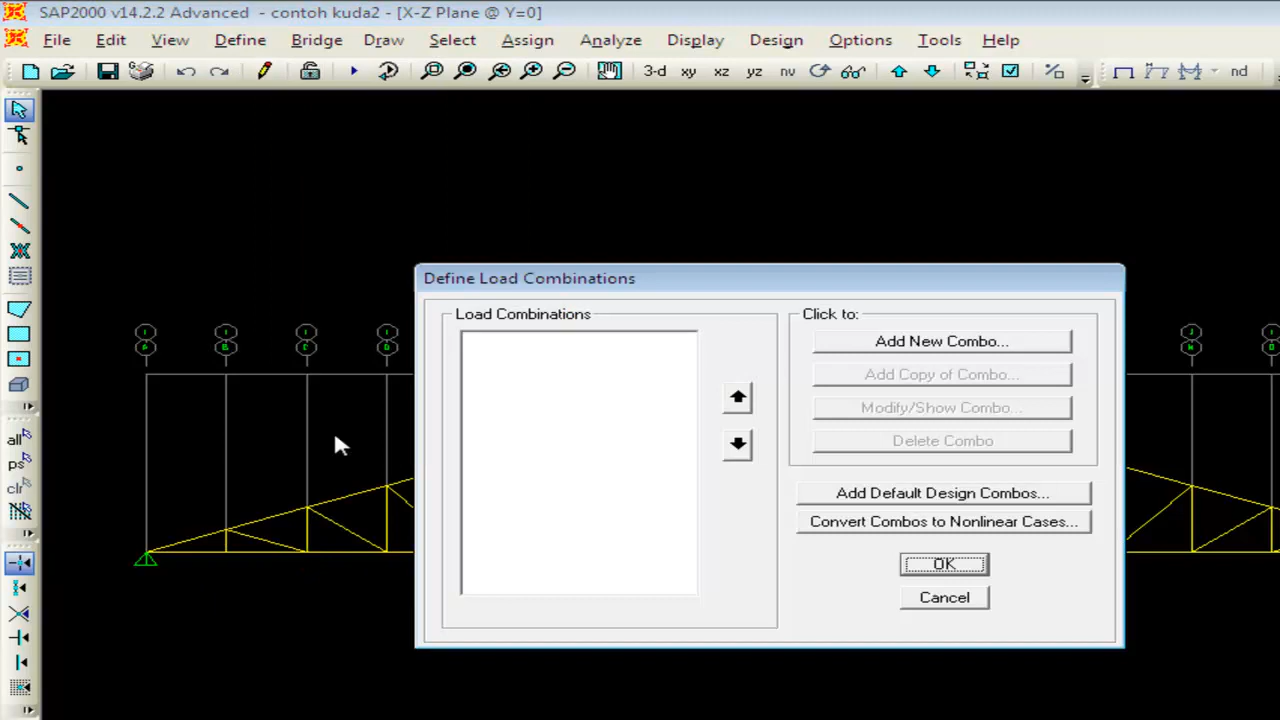 SAP2000 v14.2.2 Advanced - contoh kuda2 - [X-Z Plane @ Y=0]
File Edit View Define Bridge Draw Select Assign Analyze Display Design Options Tools Help
3-d xy xz yz nv nd
Define Load Combinations
Load Combinations
Click to:
Add New Combo...
Add Copy of Combo...
Modify/Show Combo...
Delete Combo
Add Default Design Combos...
Convert Combos to Nonlinear Cases...
OK
Cancel
all
ps
clr